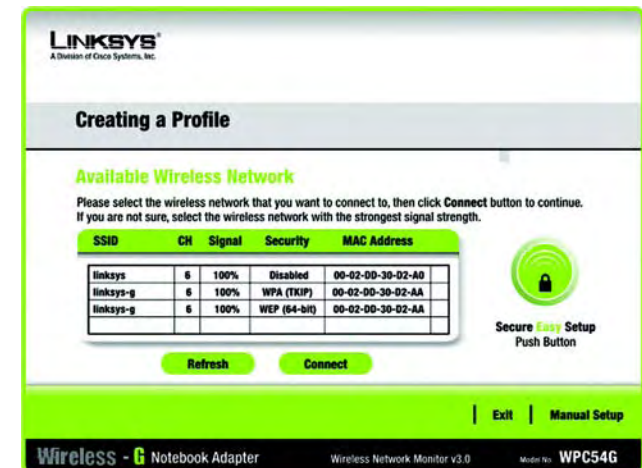 LINKSYS®
A Division of Cisco Systems, Inc.
Creating a Profile
Available Wireless Network
Please select the wireless network that you want to connect to, then click Connect button to continue.
If you are not sure, select the wireless network with the strongest signal strength.
SSID CH Signal Security MAC Address
linksys 6 100% Disabled 00-02-DD-30-D2-A0
linksys-g 6 100% WPA (TKIP) 00-02-DD-30-D2-AA
linksys-g 6 100% WEP (64-bit) 00-02-DD-30-D2-AA
Secure Easy Setup
Push Button
Refresh Connect
Exit Manual Setup
Wireless - G Notebook Adapter Wireless Network Monitor v3.0 Model No. WPC54G